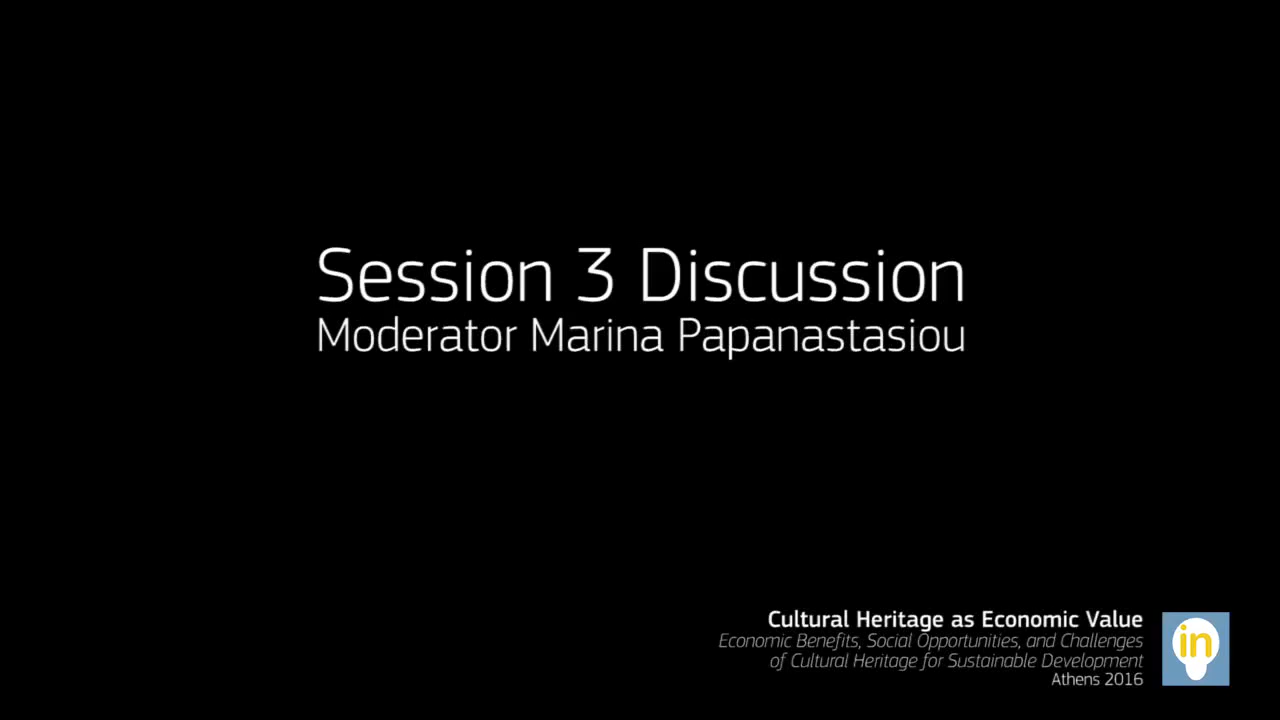 Session 3 Discussion
Moderator Marina Papanastasiou
Cultural Heritage as Economic Value
Economic Benefits, Social Opportunities, and Challenges
of Cultural Heritage for Sustainable Development
Athens 2016
in